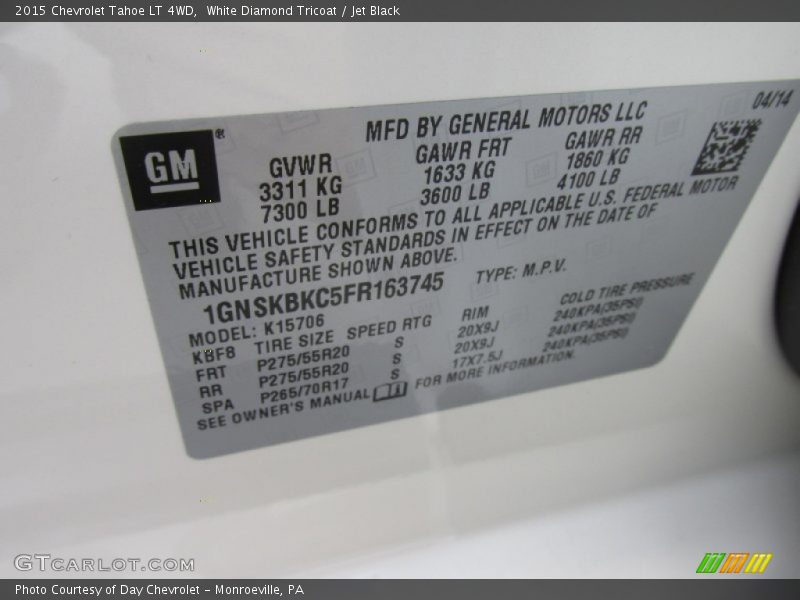 2015 Chevrolet Tahoe LT 4WD,  White Diamond Tricoat / Jet Black
04/14
GM®
MFD BY GENERAL MOTORS LLC
GVWR GAWR FRT GAWR RR
3311 KG 1633 KG 1860 KG
7300 LB 3600 LB 4100 LB
THIS VEHICLE CONFORMS TO ALL APPLICABLE U.S. FEDERAL MOTOR
VEHICLE SAFETY STANDARDS IN EFFECT ON THE DATE OF
MANUFACTURE SHOWN ABOVE.
1GNSKBKC5FR163745 TYPE: M.P.V.
MODEL: K15706
K8F8 TIRE SIZE SPEED RTG RIM COLD TIRE PRESSURE
FRT P275/55R20 S 20X9J 240KPA(35PSI)
RR P275/55R20 S 20X9J 240KPA(35PSI)
SPA P265/70R17 S 17X7.5J 240KPA(35PSI)
SEE OWNER'S MANUAL FOR MORE INFORMATION.
GTCARLOT.COM
Photo Courtesy of Day Chevrolet – Monroeville, PA